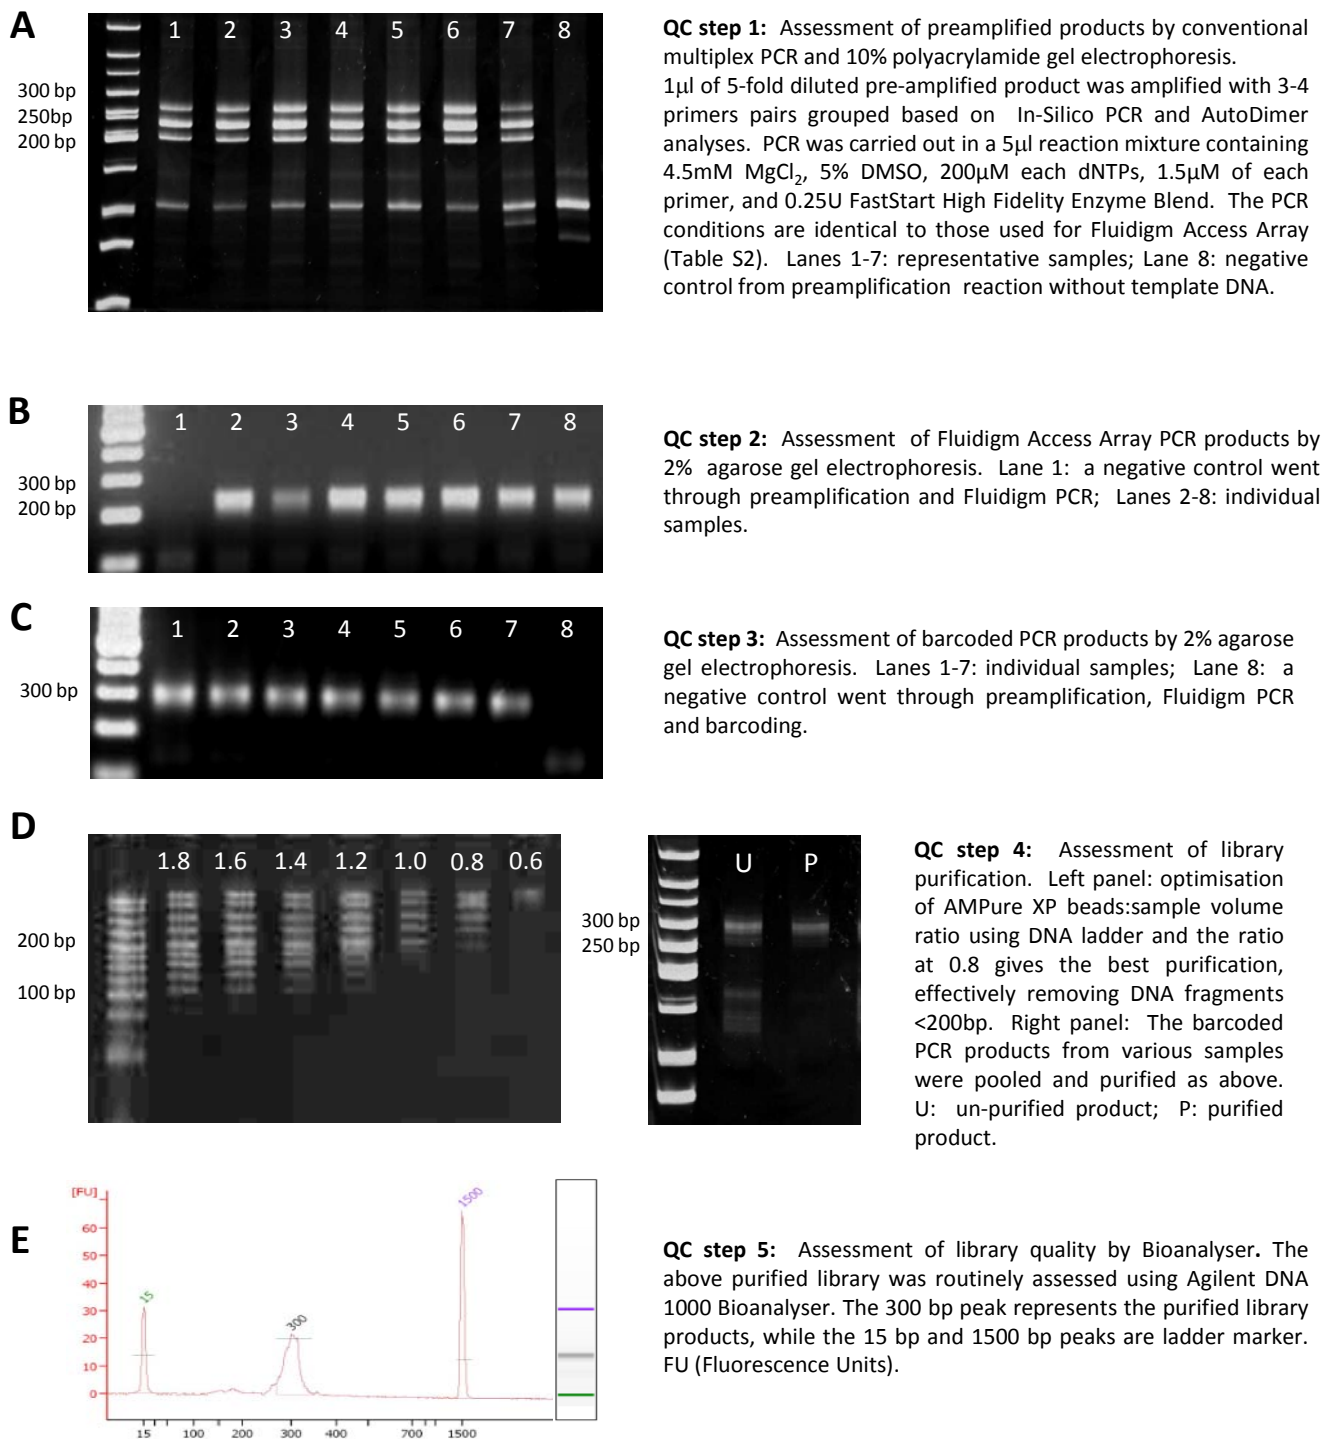 A
1 2 3 4 5 6 7 8
300 bp
250bp
200 bp
QC step 1: Assessment of preamplified products by conventional
multiplex PCR and 10% polyacrylamide gel electrophoresis.
1μl of 5-fold diluted pre-amplified product was amplified with 3-4
primers pairs grouped based on In-Silico PCR and AutoDimer
analyses. PCR was carried out in a 5μl reaction mixture containing
4.5mM MgCl2, 5% DMSO, 200μM each dNTPs, 1.5μM of each
primer, and 0.25U FastStart High Fidelity Enzyme Blend. The PCR
conditions are identical to those used for Fluidigm Access Array
(Table S2). Lanes 1-7: representative samples; Lane 8: negative
control from preamplification reaction without template DNA.
B
1 2 3 4 5 6 7 8
300 bp
200 bp
QC step 2: Assessment of Fluidigm Access Array PCR products by
2% agarose gel electrophoresis. Lane 1: a negative control went
through preamplification and Fluidigm PCR; Lanes 2-8: individual
samples.
C
1 2 3 4 5 6 7 8
300 bp
QC step 3: Assessment of barcoded PCR products by 2% agarose
gel electrophoresis. Lanes 1-7: individual samples; Lane 8: a
negative control went through preamplification, Fluidigm PCR
and barcoding.
D
1.8 1.6 1.4 1.2 1.0 0.8 0.6
200 bp
100 bp
U P
300 bp
250 bp
QC step 4: Assessment of library
purification. Left panel: optimisation
of AMPure XP beads:sample volume
ratio using DNA ladder and the ratio
at 0.8 gives the best purification,
effectively removing DNA fragments
<200bp. Right panel: The barcoded
PCR products from various samples
were pooled and purified as above.
U: un-purified product; P: purified
product.
E
[FU]
60
50
40
30
20
10
0
15
300
1500
15 100 200 300 400 700 1500
QC step 5: Assessment of library quality by Bioanalyser. The
above purified library was routinely assessed using Agilent DNA
1000 Bioanalyser. The 300 bp peak represents the purified library
products, while the 15 bp and 1500 bp peaks are ladder marker.
FU (Fluorescence Units).